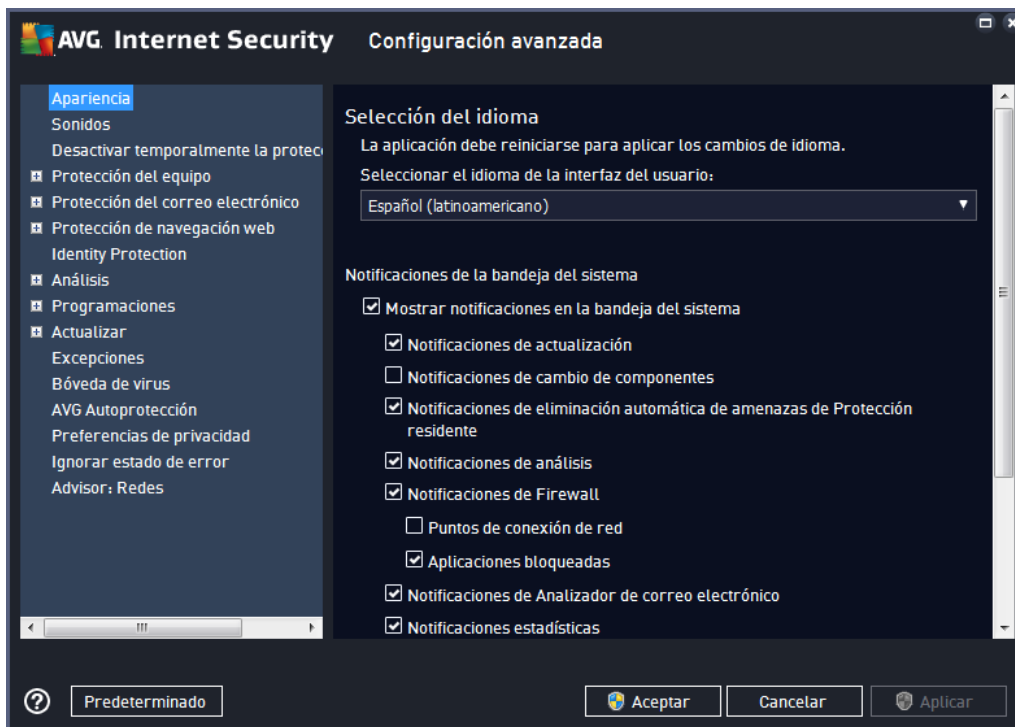 AVG. Internet Security Configuración avanzada
Apariencia
Sonidos
Desactivar temporalmente la protec
Protección del equipo
Protección del correo electrónico
Protección de navegación web
Identity Protection
Análisis
Programaciones
Actualizar
Excepciones
Bóveda de virus
AVG Autoprotección
Preferencias de privacidad
Ignorar estado de error
Advisor: Redes
Selección del idioma
La aplicación debe reiniciarse para aplicar los cambios de idioma.
Seleccionar el idioma de la interfaz del usuario:
Español (latinoamericano)
Notificaciones de la bandeja del sistema
Mostrar notificaciones en la bandeja del sistema
Notificaciones de actualización
Notificaciones de cambio de componentes
Notificaciones de eliminación automática de amenazas de Protección
residente
Notificaciones de análisis
Notificaciones de Firewall
Puntos de conexión de red
Aplicaciones bloqueadas
Notificaciones de Analizador de correo electrónico
Notificaciones estadísticas
? Predeterminado Aceptar Cancelar Aplicar